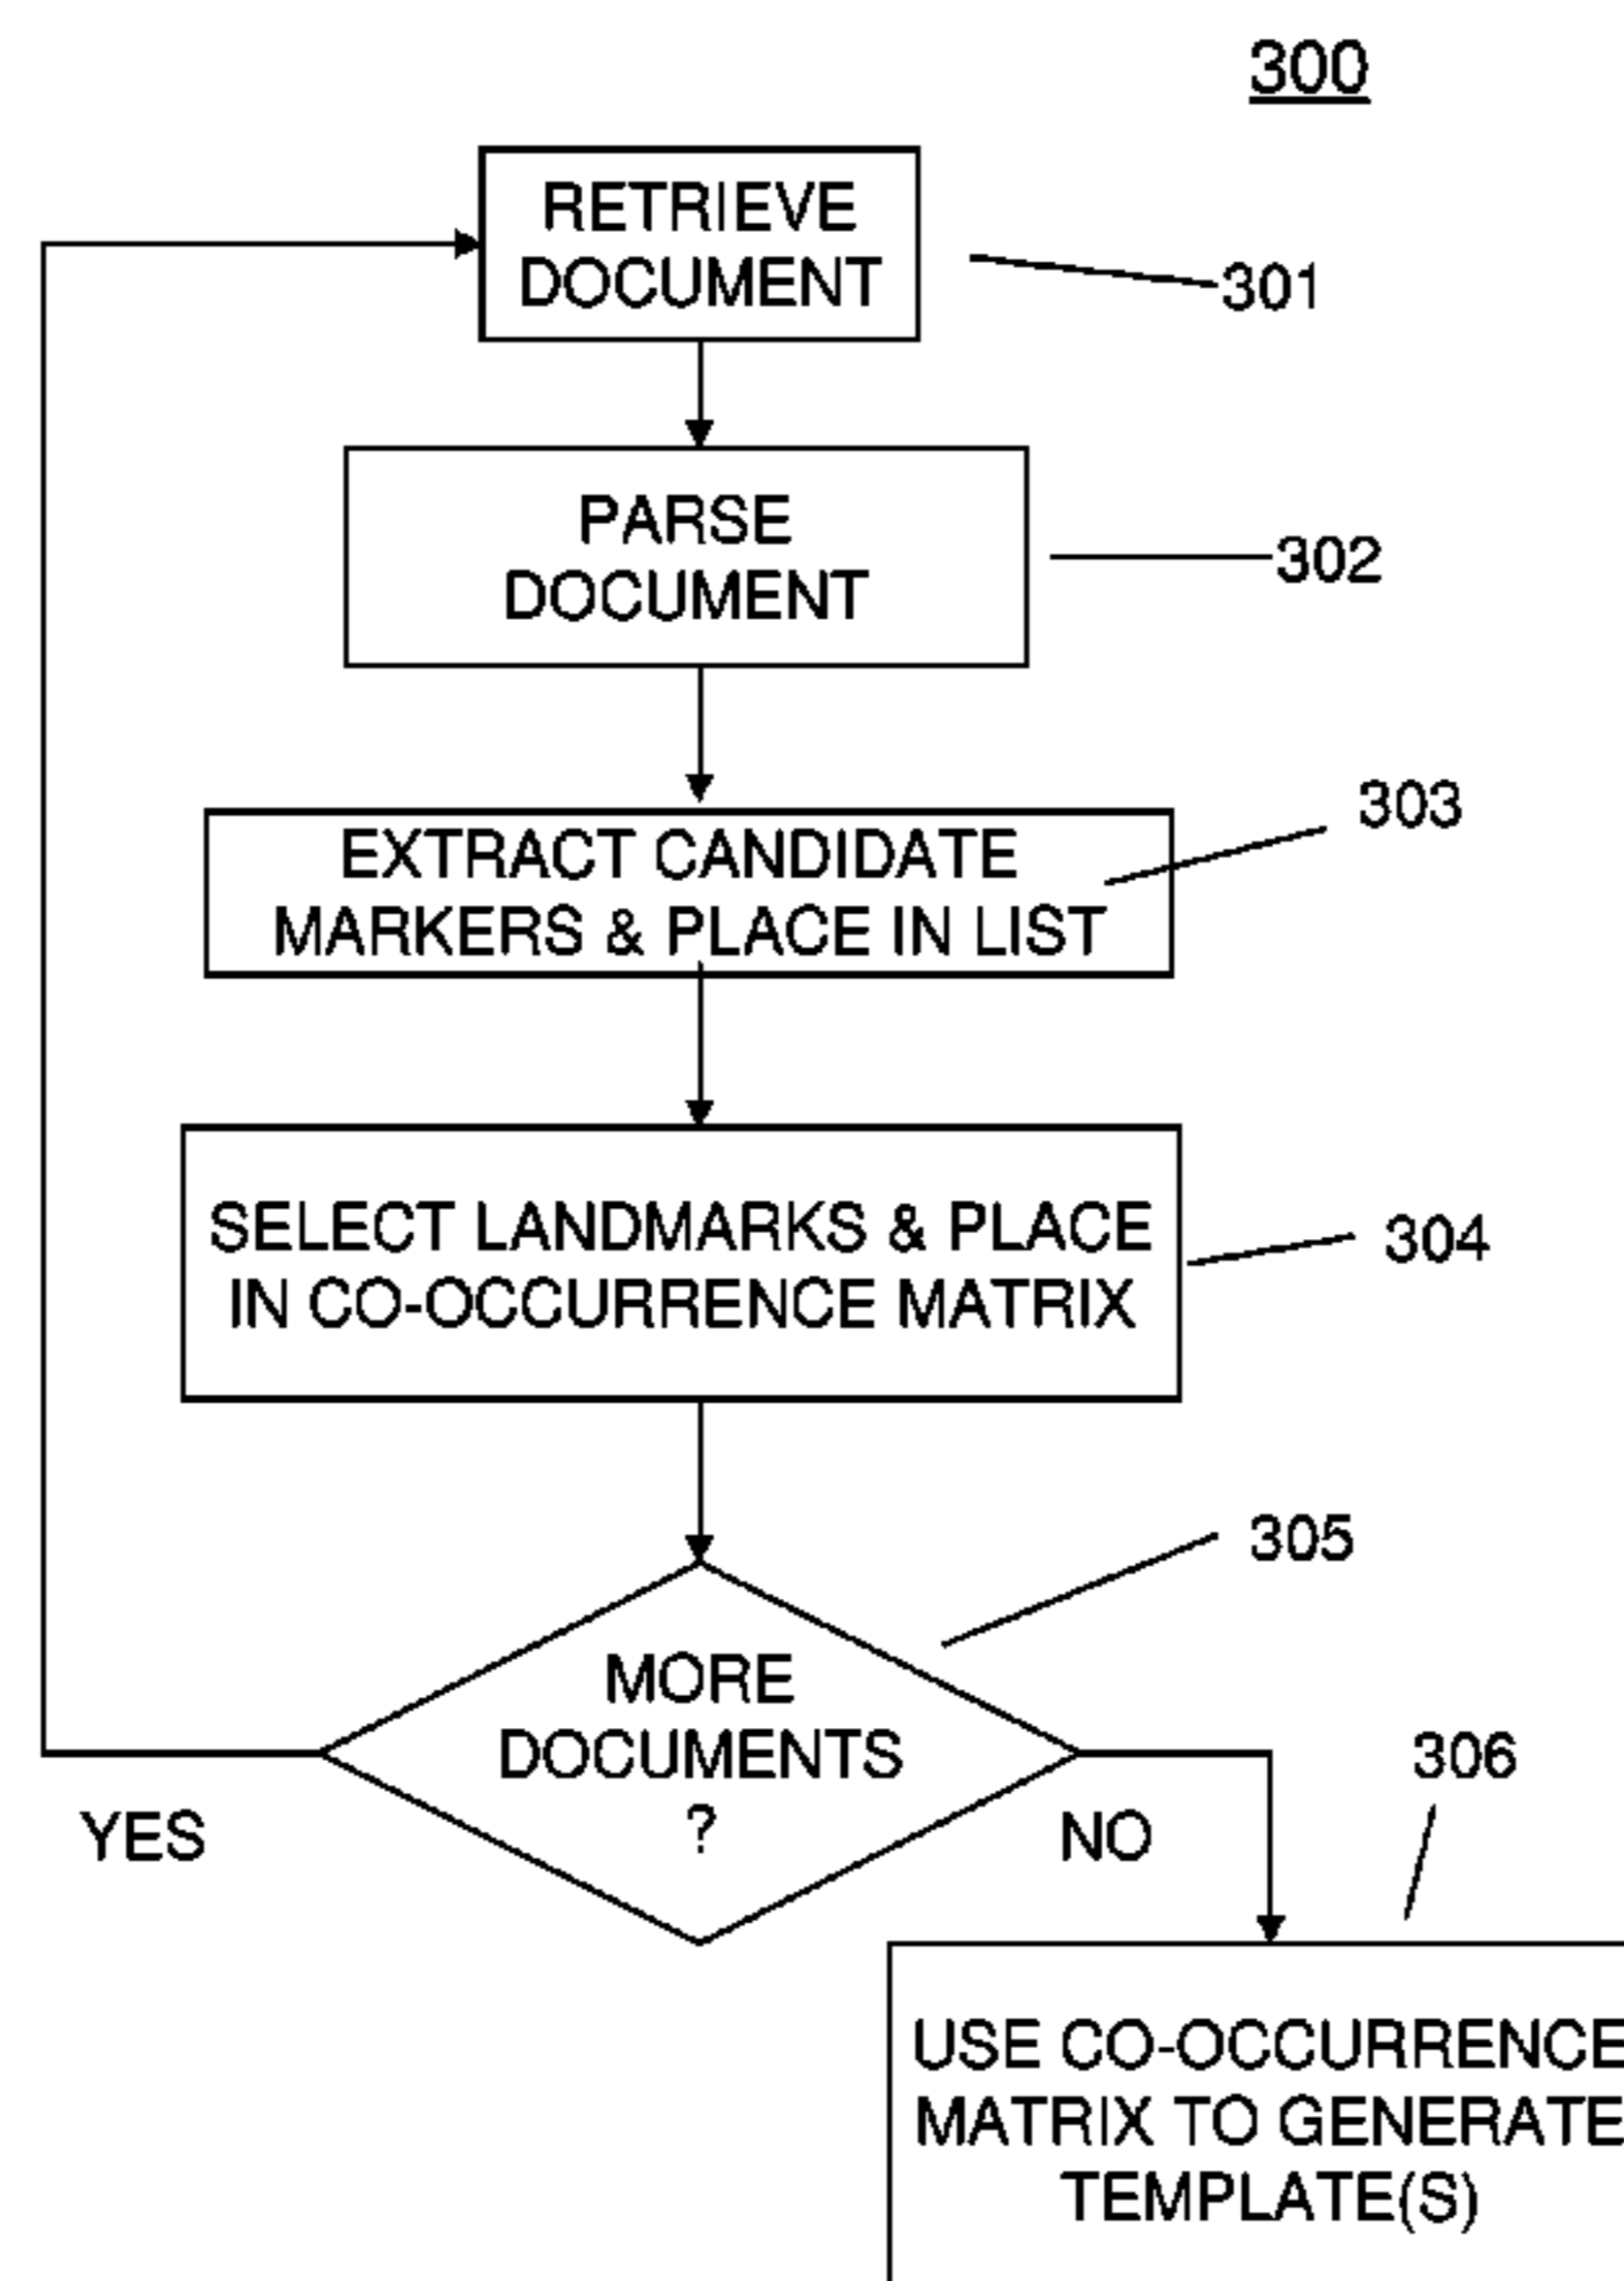 300
RETRIEVE
DOCUMENT
301
PARSE
DOCUMENT
302
303
EXTRACT CANDIDATE
MARKERS & PLACE IN LIST
SELECT LANDMARKS & PLACE
IN CO-OCCURRENCE MATRIX
304
305
MORE
DOCUMENTS
?
YES
NO
306
USE CO-OCCURRENCE
MATRIX TO GENERATE
TEMPLATE(S)